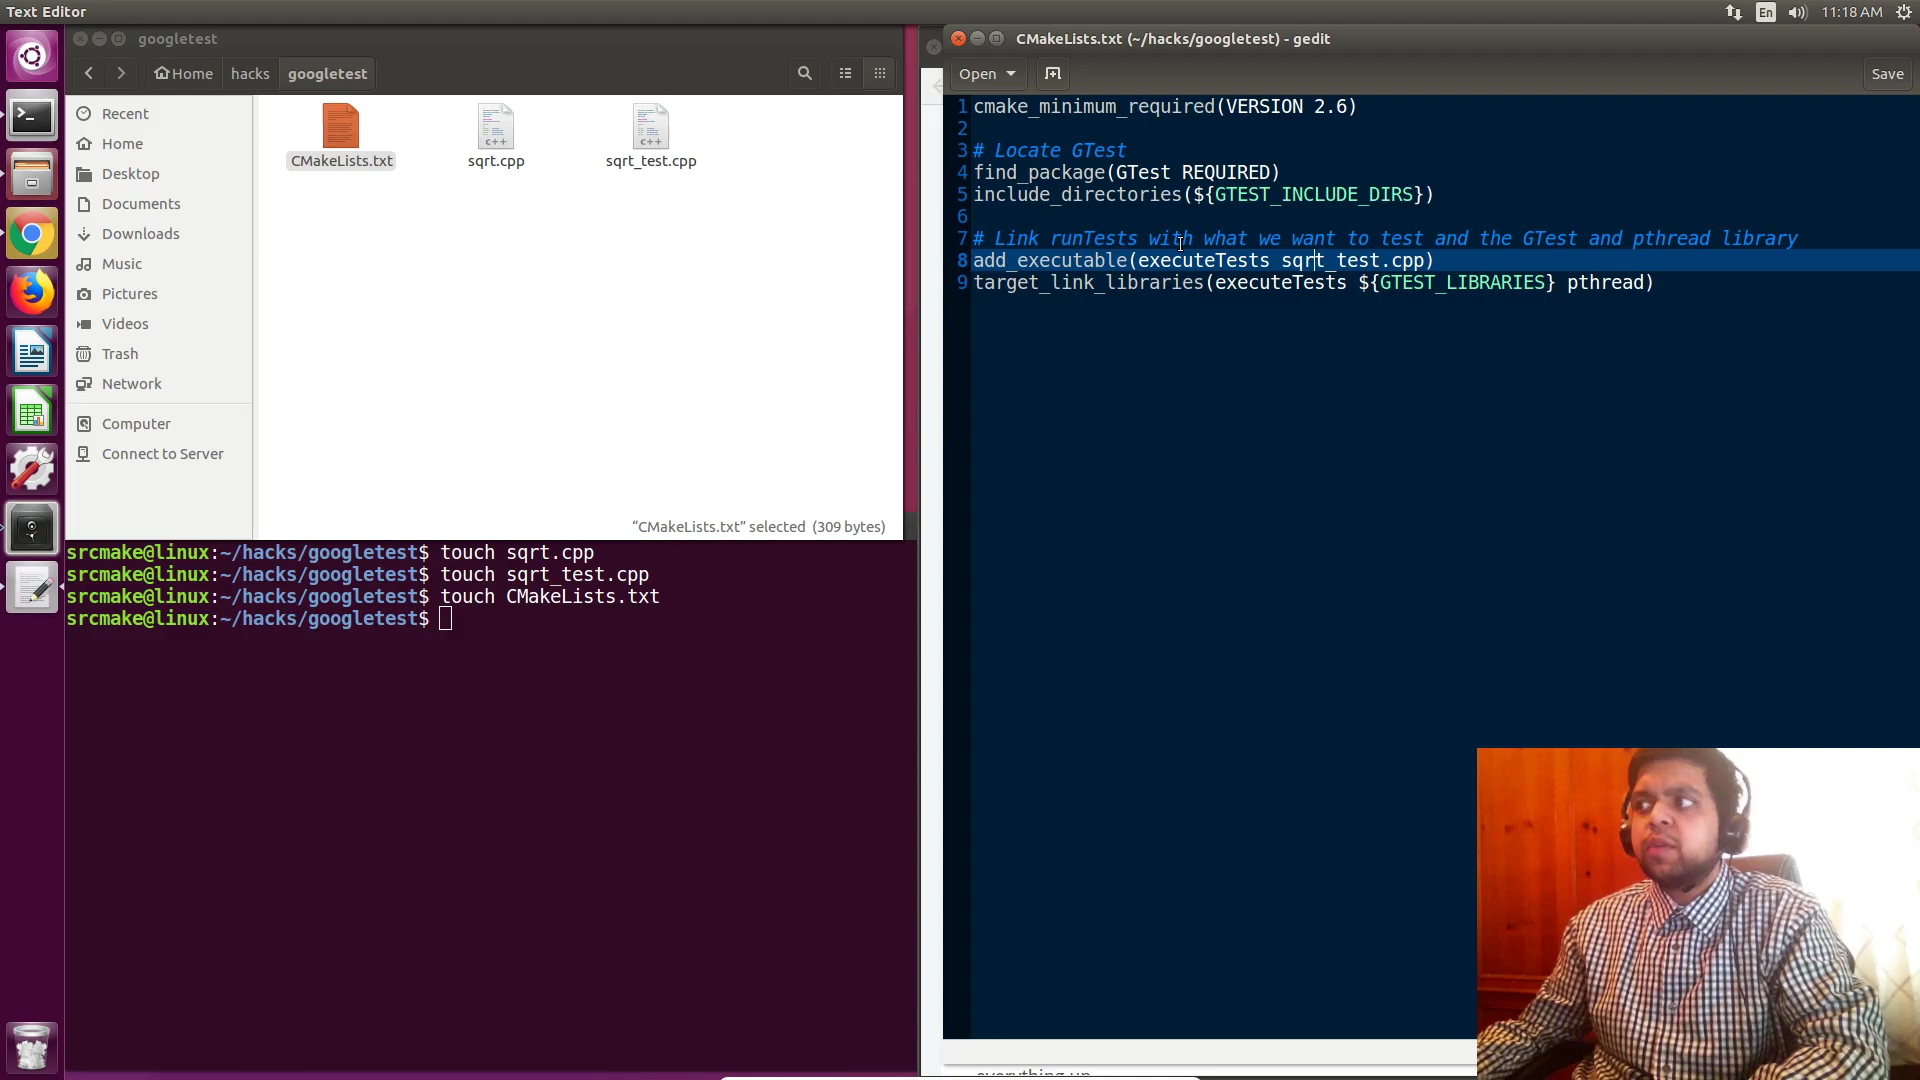 Text Editor
En
11:18 AM
googletest
Home
hacks
googletest
Recent
Home
Desktop
Documents
Downloads
Music
Pictures
Videos
Trash
Network
Computer
Connect to Server
c++
c++
CMakeLists.txt
sqrt.cpp
sqrt_test.cpp
“CMakeLists.txt” selected (309 bytes)
srcmake@linux:~/hacks/googletest$ touch sqrt.cpp
srcmake@linux:~/hacks/googletest$ touch sqrt_test.cpp
srcmake@linux:~/hacks/googletest$ touch CMakeLists.txt
srcmake@linux:~/hacks/googletest$
CMakeLists.txt (~/hacks/googletest) - gedit
Open
Save
1 cmake_minimum_required(VERSION 2.6)
2
3 # Locate GTest
4 find_package(GTest REQUIRED)
5 include_directories(${GTEST_INCLUDE_DIRS})
6
7 # Link runTests with what we want to test and the GTest and pthread library
8 add_executable(executeTests sqrt_test.cpp)
9 target_link_libraries(executeTests ${GTEST_LIBRARIES} pthread)
everything up